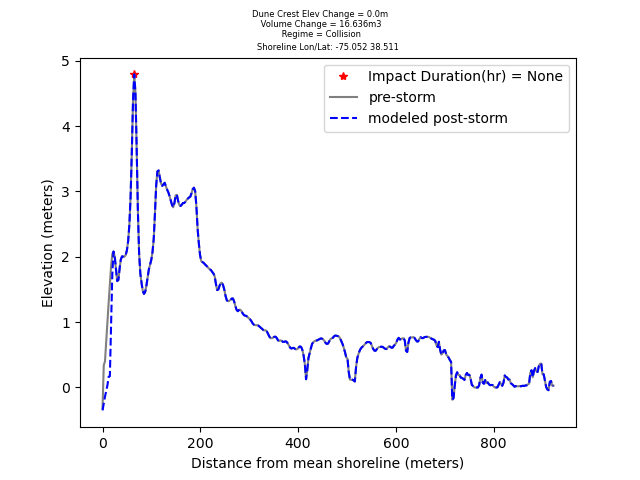 Dune Crest Elev Change = 0.0m
Volume Change = 16.636m3
Regime = Collision
Shoreline Lon/Lat: -75.052 38.511
Impact Duration(hr) = None
pre-storm
modeled post-storm
Elevation (meters)
5
4
3
2
1
0
0 200 400 600 800
Distance from mean shoreline (meters)